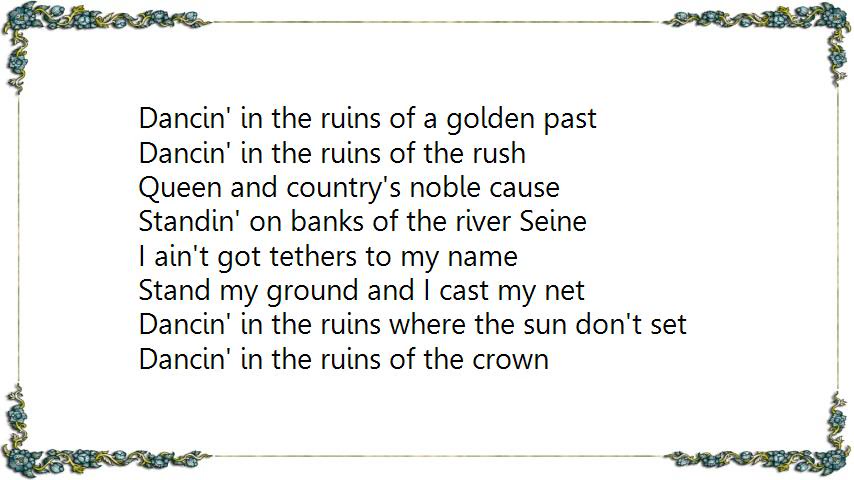 Dancin' in the ruins of a golden past
Dancin' in the ruins of the rush
Queen and country's noble cause
Standin' on banks of the river Seine
I ain't got tethers to my name
Stand my ground and I cast my net
Dancin' in the ruins where the sun don't set
Dancin' in the ruins of the crown